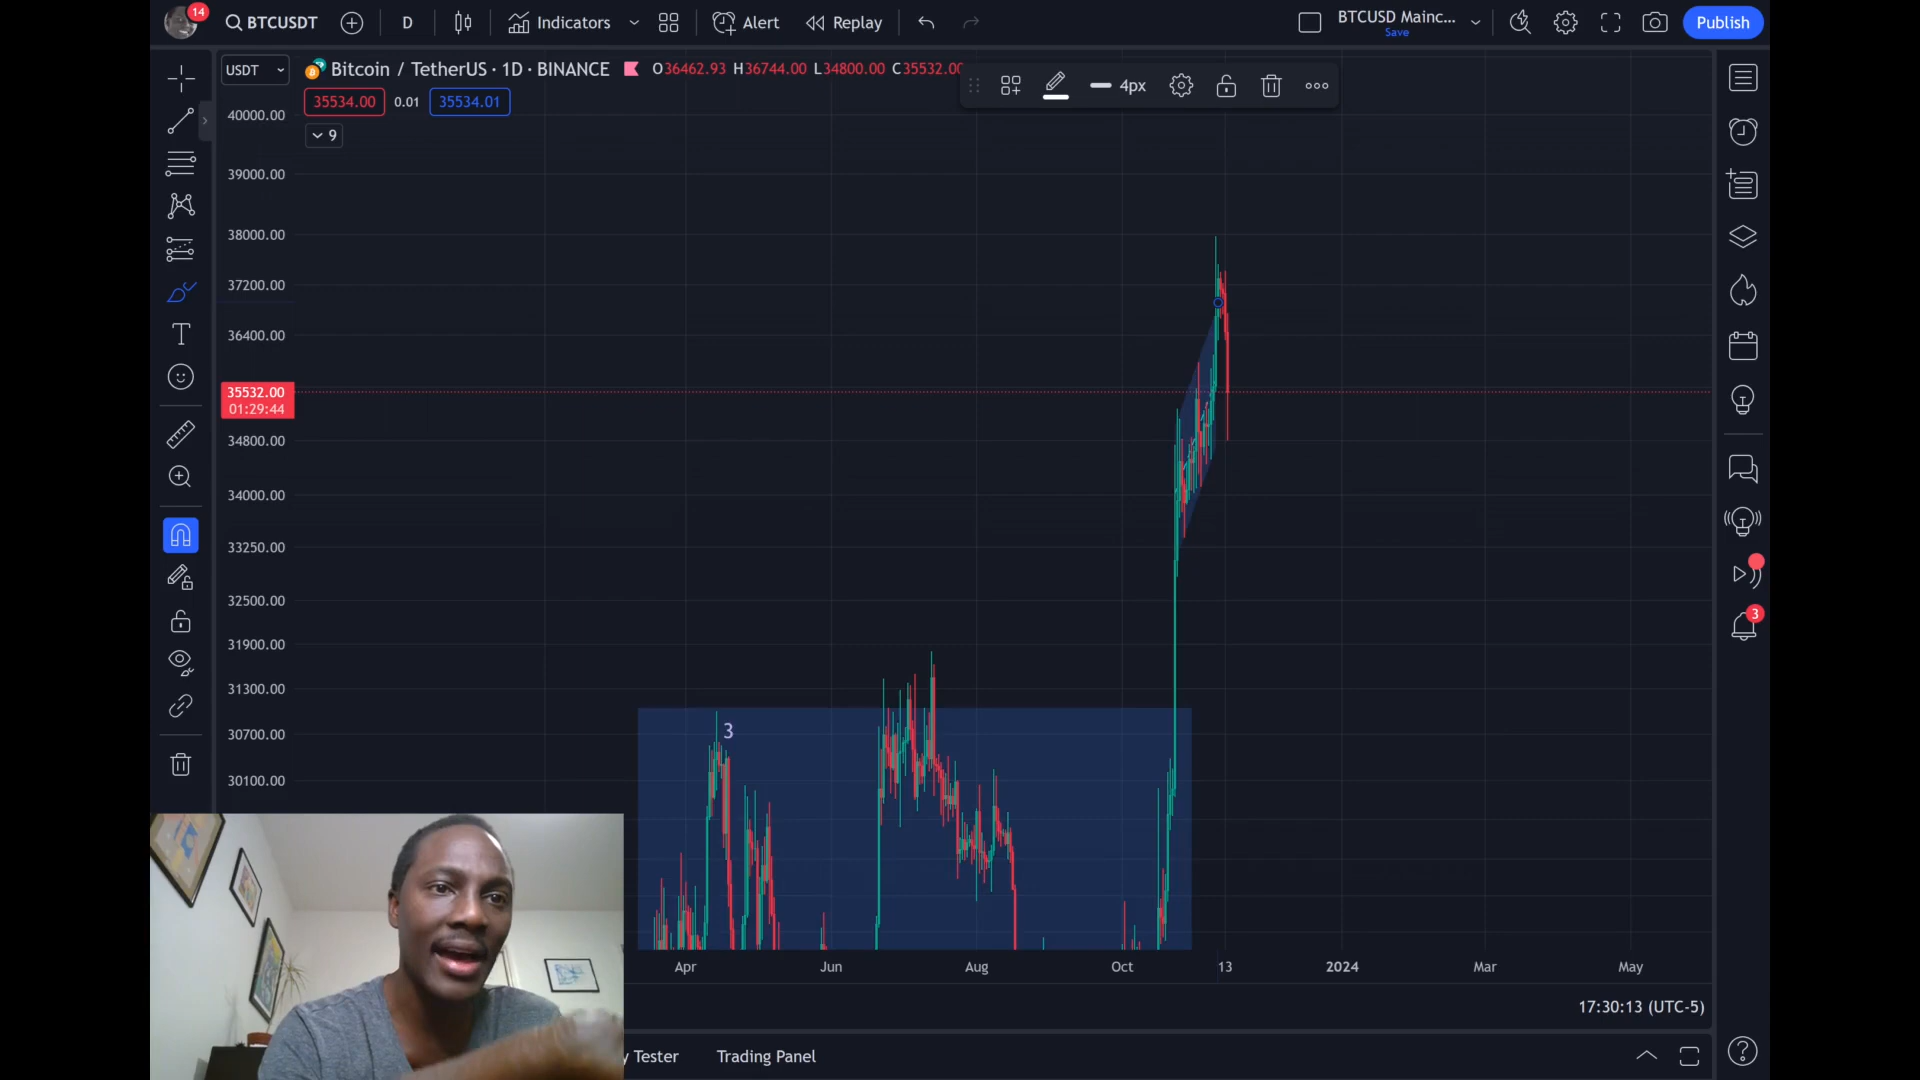 14
BTCUSDT
D
Indicators
Alert
Replay
BTCUSD Mainc...
Save
Publish
USDT
Bitcoin / TetherUS · 1D · BINANCE
O36462.93 H36744.00 L34800.00 C35532.00
4px
35534.00
0.01
35534.01
9
40000.00
39000.00
38000.00
37200.00
36400.00
35532.00
01:29:44
34800.00
34000.00
33250.00
32500.00
31900.00
31300.00
30700.00
30100.00
3
3
Apr
Jun
Aug
Oct
13
2024
Mar
May
17:30:13 (UTC-5)
y Tester
Trading Panel